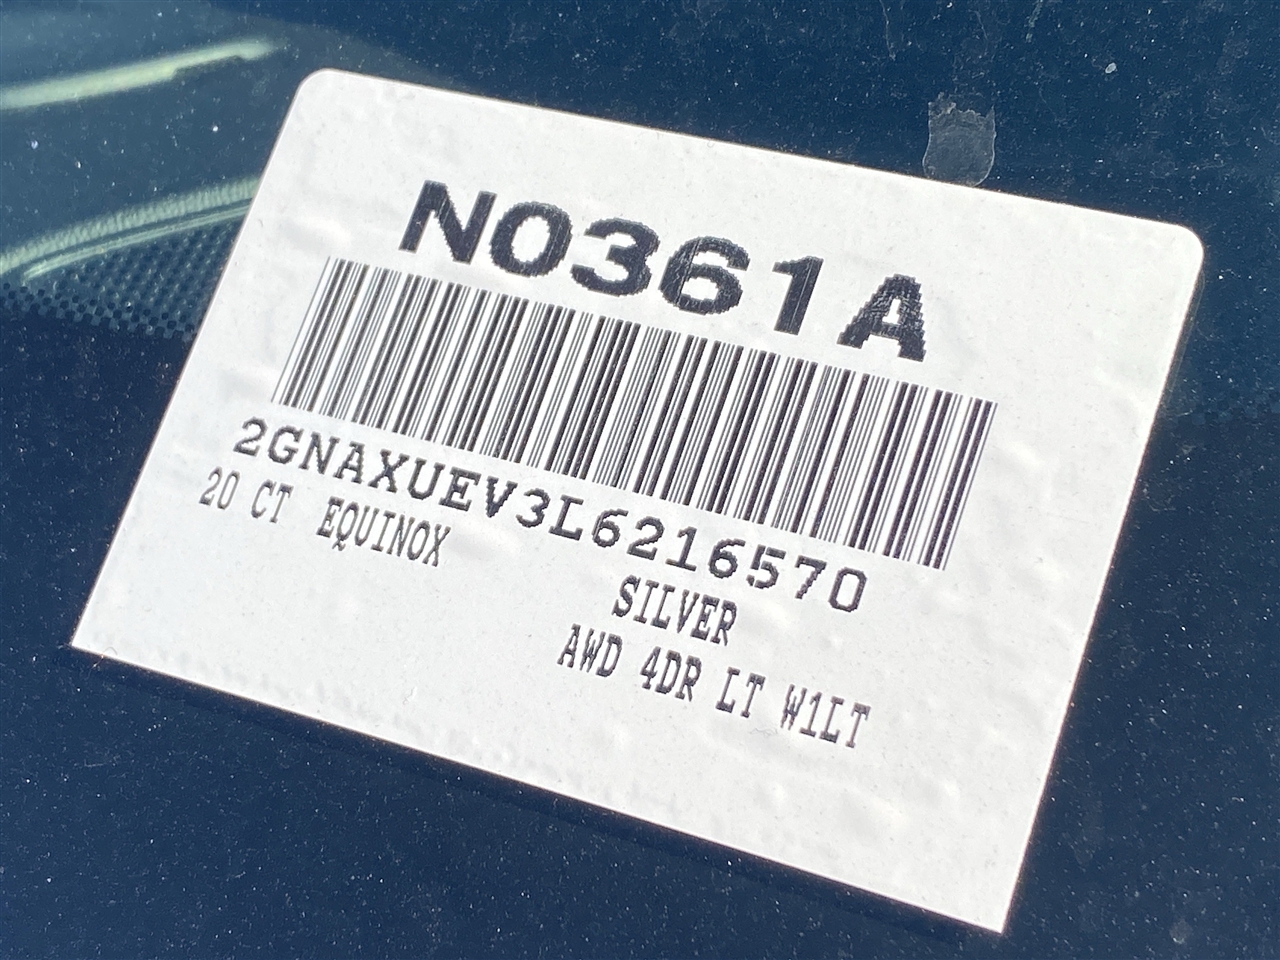 N0361A
2GNAXUEV3L6216570
20 CT EQUINOX
SILVER
AWD 4DR LT W1LT